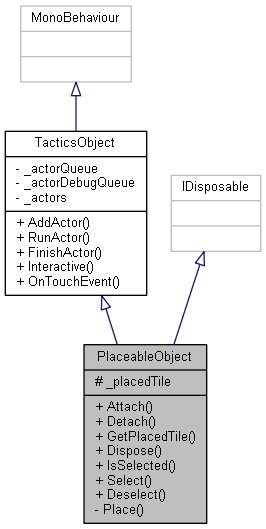 MonoBehaviour
TacticsObject
- _actorQueue
- _actorDebugQueue
- _actors
+ AddActor()
+ RunActor()
+ FinishActor()
+ Interactive()
+ OnTouchEvent()
IDisposable
PlaceableObject
# _placedTile
+ Attach()
+ Detach()
+ GetPlacedTile()
+ Dispose()
+ IsSelected()
+ Select()
+ Deselect()
- Place()